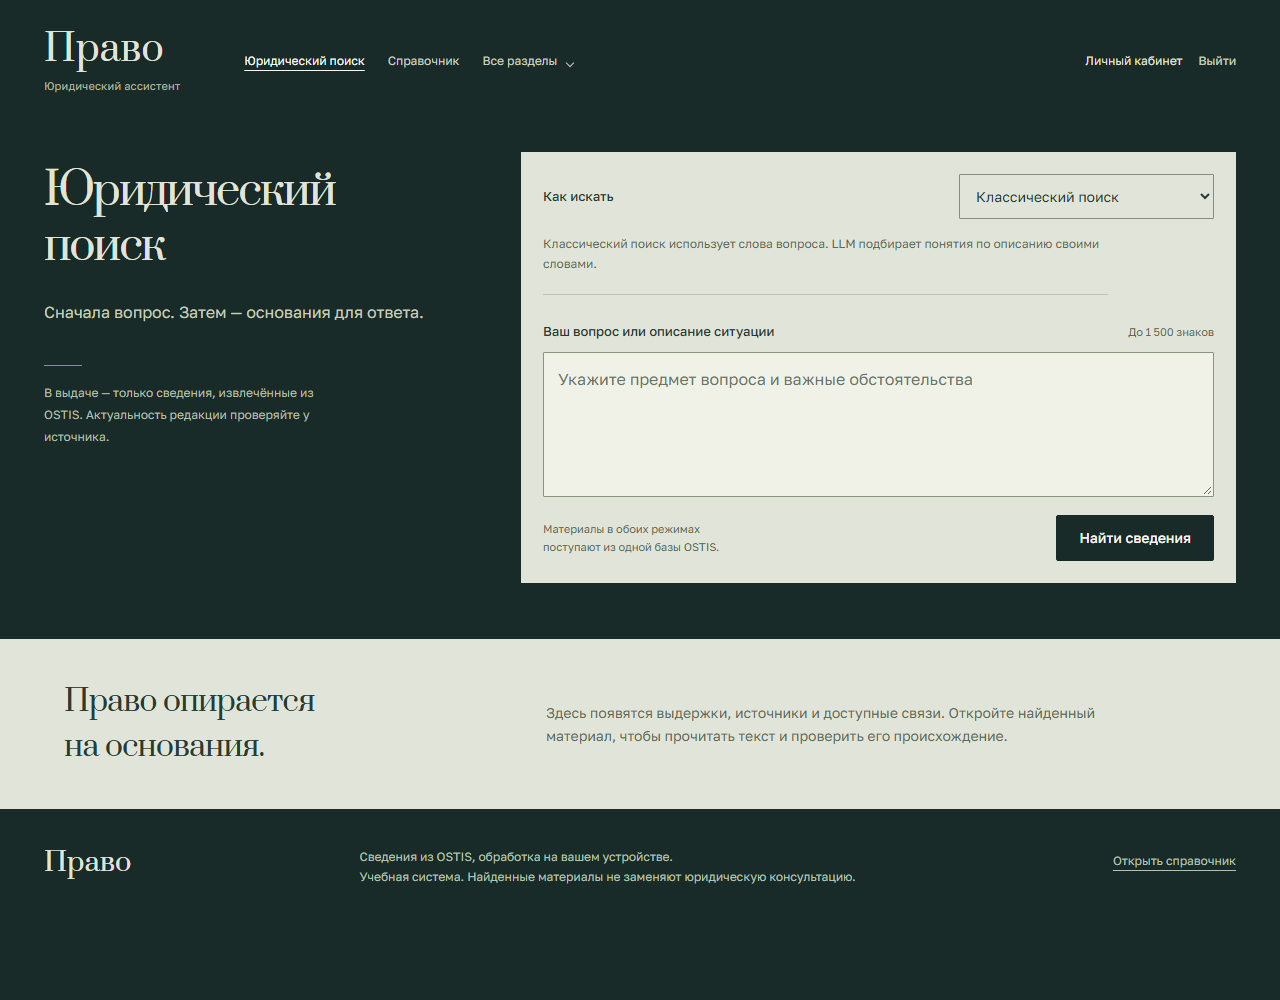 Право
Юридический ассистент
Юридический поиск
Справочник
Все разделы
Личный кабинет
Выйти
Юридический
поиск
Сначала вопрос. Затем — основания для ответа.
В выдаче — только сведения, извлечённые из
OSTIS. Актуальность редакции проверяйте у
источника.
Как искать
Классический поиск
Классический поиск использует слова вопроса. LLM подбирает понятия по описанию своими
словами.
Ваш вопрос или описание ситуации
До 1 500 знаков
Укажите предмет вопроса и важные обстоятельства
Материалы в обоих режимах
поступают из одной базы OSTIS.
Найти сведения
Право опирается
на основания.
Здесь появятся выдержки, источники и доступные связи. Откройте найденный
материал, чтобы прочитать текст и проверить его происхождение.
Право
Сведения из OSTIS, обработка на вашем устройстве.
Учебная система. Найденные материалы не заменяют юридическую консультацию.
Открыть справочник